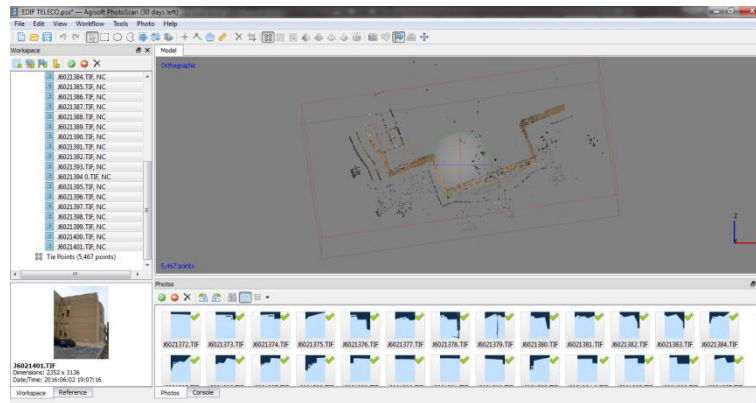 EDIF TELECO.psx* — Agisoft PhotoScan (30 days left)
File Edit View Workflow Tools Photo Help
Workspace
Model
Orthographic
J6021384.TIF, NC
J6021385.TIF, NC
J6021386.TIF, NC
J6021387.TIF, NC
J6021388.TIF, NC
J6021389.TIF, NC
J6021390.TIF, NC
J6021391.TIF, NC
J6021392.TIF, NC
J6021393.TIF, NC
J6021394 0.TIF, NC
J6021395.TIF, NC
J6021396.TIF, NC
J6021397.TIF, NC
J6021398.TIF, NC
J6021399.TIF, NC
J6021400.TIF, NC
J6021401.TIF, NC
Tie Points (5,467 points)
5,467 points
Z
Photos
J6021372.TIF J6021373.TIF J6021374.TIF J6021375.TIF J6021376.TIF J6021377.TIF J6021378.TIF J6021379.TIF J6021380.TIF J6021381.TIF J6021382.TIF J6021383.TIF J6021384.TIF
J6021401.TIF
Dimensions: 2352 x 3136
Date/Time: 2016:06:02 19:07:16
Workspace Reference
Photos Console